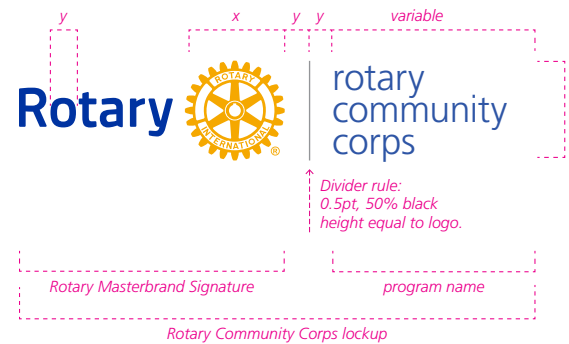 y
x
y
y
variable
Rotary
ROTARY
INTERNATIONAL
®
rotary
community
corps
Divider rule:
0.5pt, 50% black
height equal to logo.
Rotary Masterbrand Signature
program name
Rotary Community Corps lockup